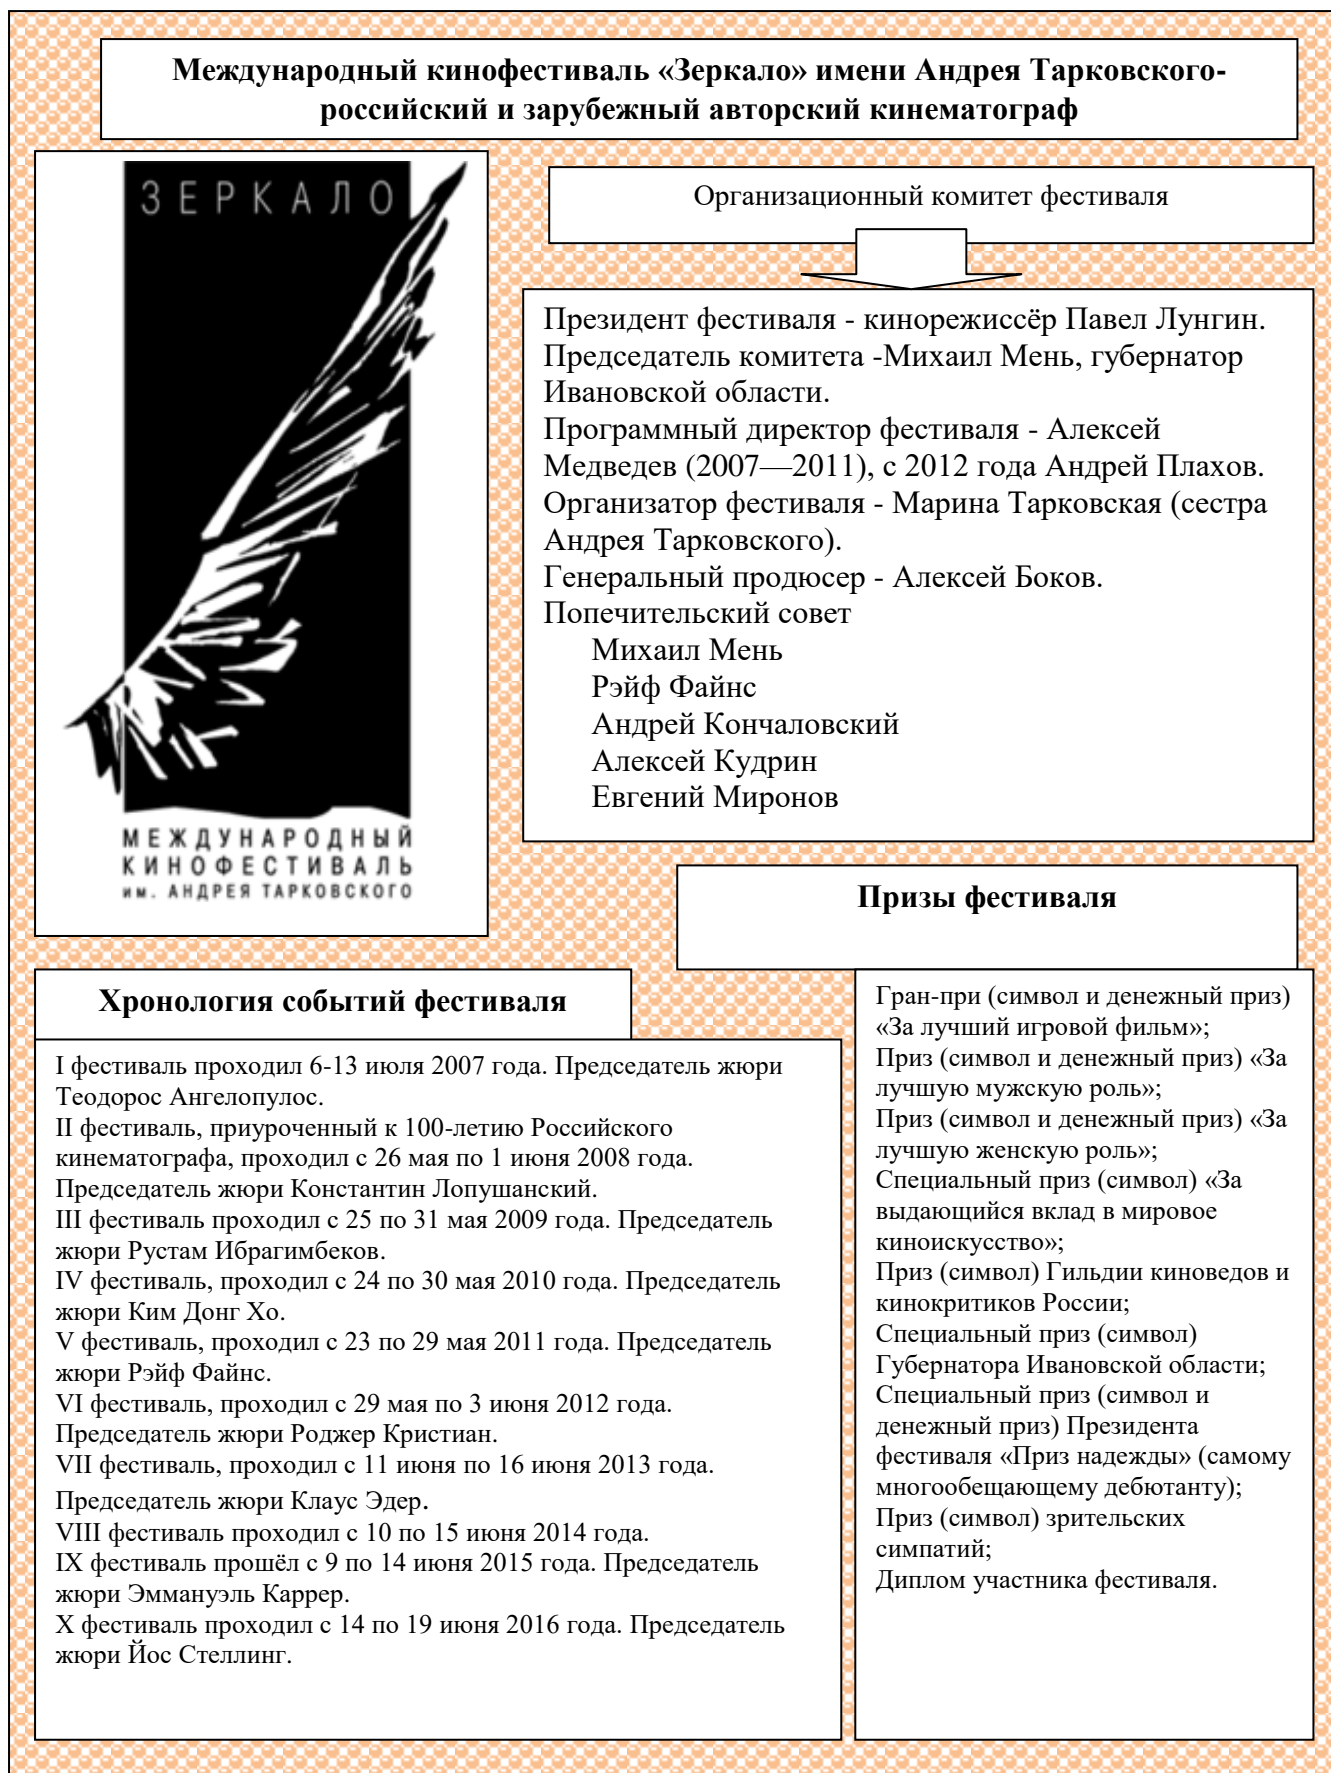 Международный кинофестиваль «Зеркало» имени Андрея Тарковского-
российский и зарубежный авторский кинематограф
ЗЕРКАЛО
МЕЖДУНАРОДНЫЙ
КИНОФЕСТИВАЛЬ
им. АНДРЕЯ ТАРКОВСКОГО
Организационный комитет фестиваля
Президент фестиваля - кинорежиссёр Павел Лунгин.
Председатель комитета -Михаил Мень, губернатор
Ивановской области.
Программный директор фестиваля - Алексей
Медведев (2007—2011), с 2012 года Андрей Плахов.
Организатор фестиваля - Марина Тарковская (сестра
Андрея Тарковского).
Генеральный продюсер - Алексей Боков.
Попечительский совет
Михаил Мень
Рэйф Файнс
Андрей Кончаловский
Алексей Кудрин
Евгений Миронов
Призы фестиваля
Гран-при (символ и денежный приз)
«За лучший игровой фильм»;
Приз (символ и денежный приз) «За
лучшую мужскую роль»;
Приз (символ и денежный приз) «За
лучшую женскую роль»;
Специальный приз (символ) «За
выдающийся вклад в мировое
киноискусство»;
Приз (символ) Гильдии киноведов и
кинокритиков России;
Специальный приз (символ)
Губернатора Ивановской области;
Специальный приз (символ и
денежный приз) Президента
фестиваля «Приз надежды» (самому
многообещающему дебютанту);
Приз (символ) зрительских
симпатий;
Диплом участника фестиваля.
Хронология событий фестиваля
I фестиваль проходил 6-13 июля 2007 года. Председатель жюри
Теодорос Ангелопулос.
II фестиваль, приуроченный к 100-летию Российского
кинематографа, проходил с 26 мая по 1 июня 2008 года.
Председатель жюри Константин Лопушанский.
III фестиваль проходил с 25 по 31 мая 2009 года. Председатель
жюри Рустам Ибрагимбеков.
IV фестиваль, проходил с 24 по 30 мая 2010 года. Председатель
жюри Ким Донг Хо.
V фестиваль, проходил с 23 по 29 мая 2011 года. Председатель
жюри Рэйф Файнс.
VI фестиваль, проходил с 29 мая по 3 июня 2012 года.
Председатель жюри Роджер Кристиан.
VII фестиваль, проходил с 11 июня по 16 июня 2013 года.
Председатель жюри Клаус Эдер.
VIII фестиваль проходил с 10 по 15 июня 2014 года.
IX фестиваль прошёл с 9 по 14 июня 2015 года. Председатель
жюри Эммануэль Каррер.
X фестиваль проходил с 14 по 19 июня 2016 года. Председатель
жюри Йос Стеллинг.